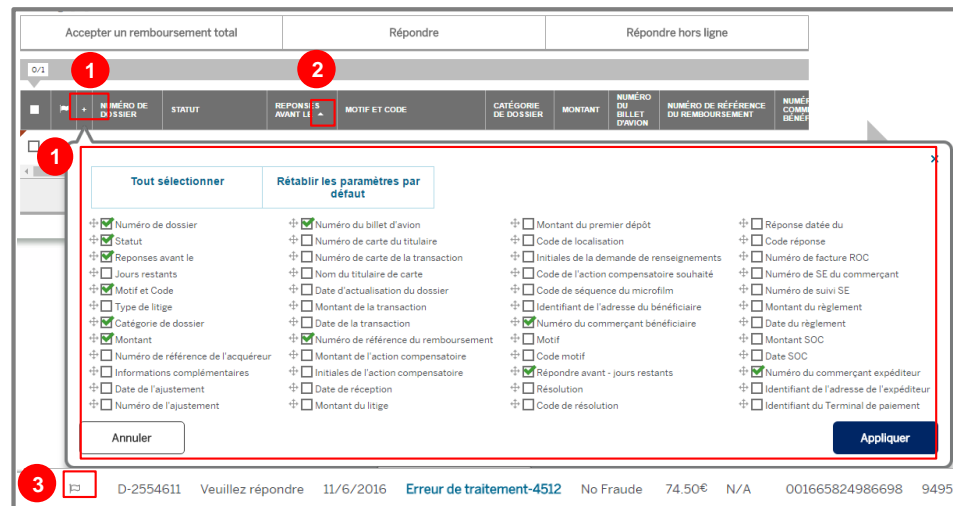 Accepter un remboursement total
Répondre
Répondre hors ligne
0/1
1
2
+
NUMÉRO DE
DOSSIER
STATUT
REPONSES
AVANT LE
MOTIF ET CODE
CATÉGORIE
DE DOSSIER
MONTANT
NUMÉRO
DU
BILLET
D'AVION
NUMÉRO DE RÉFÉRENCE
DU REMBOURSEMENT
1
×
Tout sélectionner
Rétablir les paramètres par
défaut
Numéro de dossier
Statut
Reponses avant le
Jours restants
Motif et Code
Type de litige
Catégorie de dossier
Montant
Numéro de référence de l'acquéreur
Informations complémentaires
Date de l'ajustement
Numéro de l'ajustement
Numéro du billet d'avion
Numéro de carte du titulaire
Numéro de carte de la transaction
Nom du titulaire de carte
Date d'actualisation du dossier
Montant de la transaction
Date de la transaction
Numéro de référence du remboursement
Montant de l'action compensatoire
Initiales de l'action compensatoire
Date de réception
Montant du litige
Montant du premier dépôt
Code de localisation
Initiales de la demande de renseignements
Code de l'action compensatoire souhaité
Code de séquence du microfilm
Identifiant de l'adresse du bénéficiaire
Numéro du commerçant bénéficiaire
Motif
Code motif
Répondre avant - jours restants
Résolution
Code de résolution
Réponse datée du
Code réponse
Numéro de facture ROC
Numéro de SE du commerçant
Numéro de suivi SE
Montant du règlement
Date du règlement
Montant SOC
Date SOC
Numéro du commerçant expéditeur
Identifiant de l'adresse de l'expéditeur
Identifiant du Terminal de paiement
Annuler
Appliquer
3
D-2554611 Veuillez répondre 11/6/2016 Erreur de traitement-4512 No Fraude 74.50€ N/A 001665824986698 9495